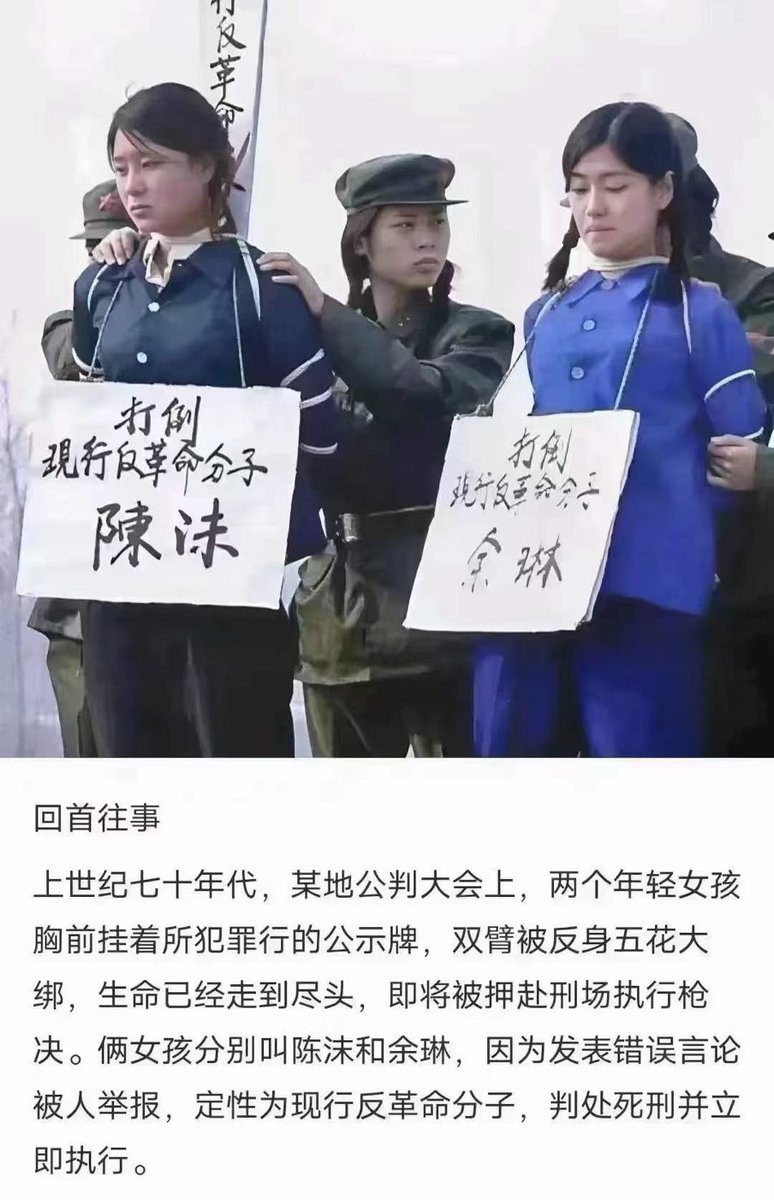 反革命
打倒
現行反革命分子
陳沫
打倒
現行反革命分子
余琳
回首往事
上世纪七十年代，某地公判大会上，两个年轻女孩
胸前挂着所犯罪行的公示牌，双臂被反身五花大
绑，生命已经走到尽头，即将被押赴刑场执行枪
决。俩女孩分别叫陈沫和余琳，因为发表错误言论
被人举报，定性为现行反革命分子，判处死刑并立
即执行。